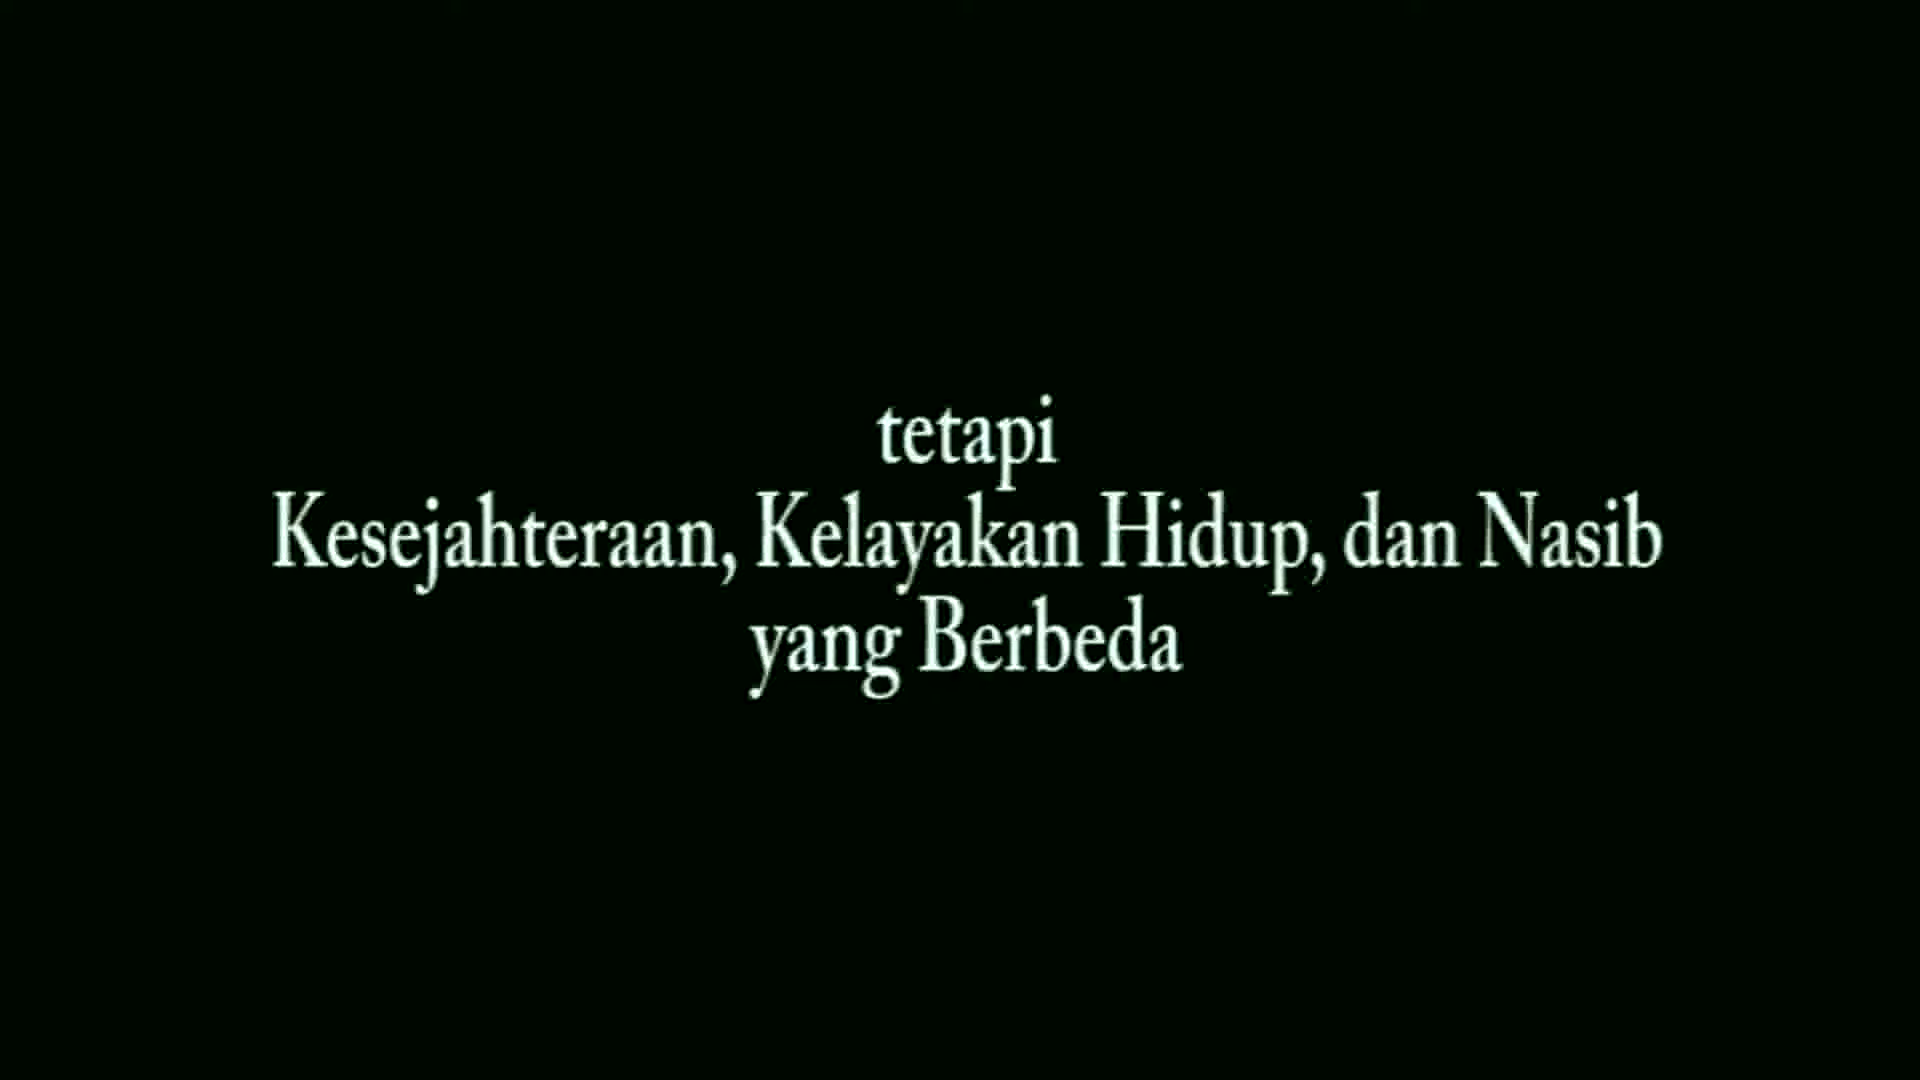 tetapi
Kesejahteraan, Kelayakan Hidup, dan Nasib
yang Berbeda